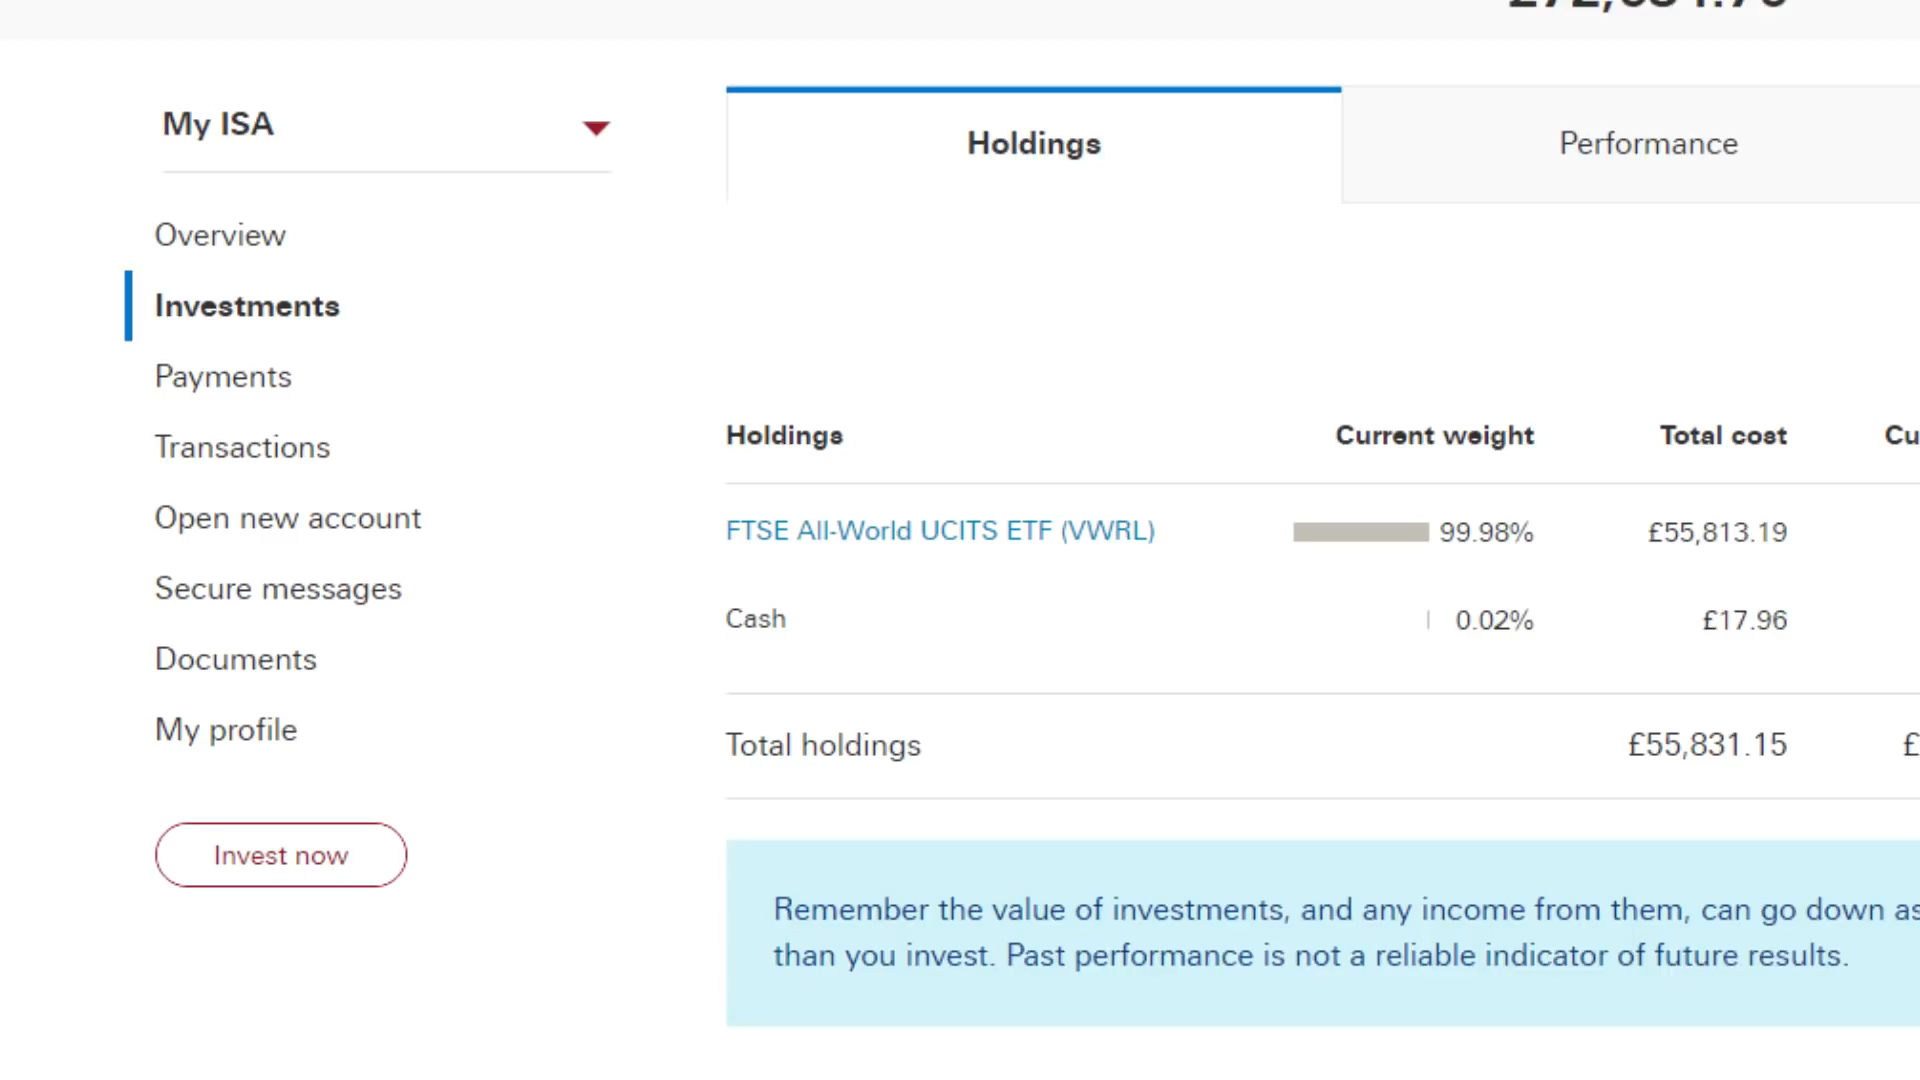 My ISA
Overview
Investments
Payments
Transactions
Open new account
Secure messages
Documents
My profile
Invest now
Holdings
Performance
Holdings Current weight Total cost Cu
FTSE All-World UCITS ETF (VWRL) 99.98% £55,813.19
Cash 0.02% £17.96
Total holdings £55,831.15 £
Remember the value of investments, and any income from them, can go down as
than you invest. Past performance is not a reliable indicator of future results.